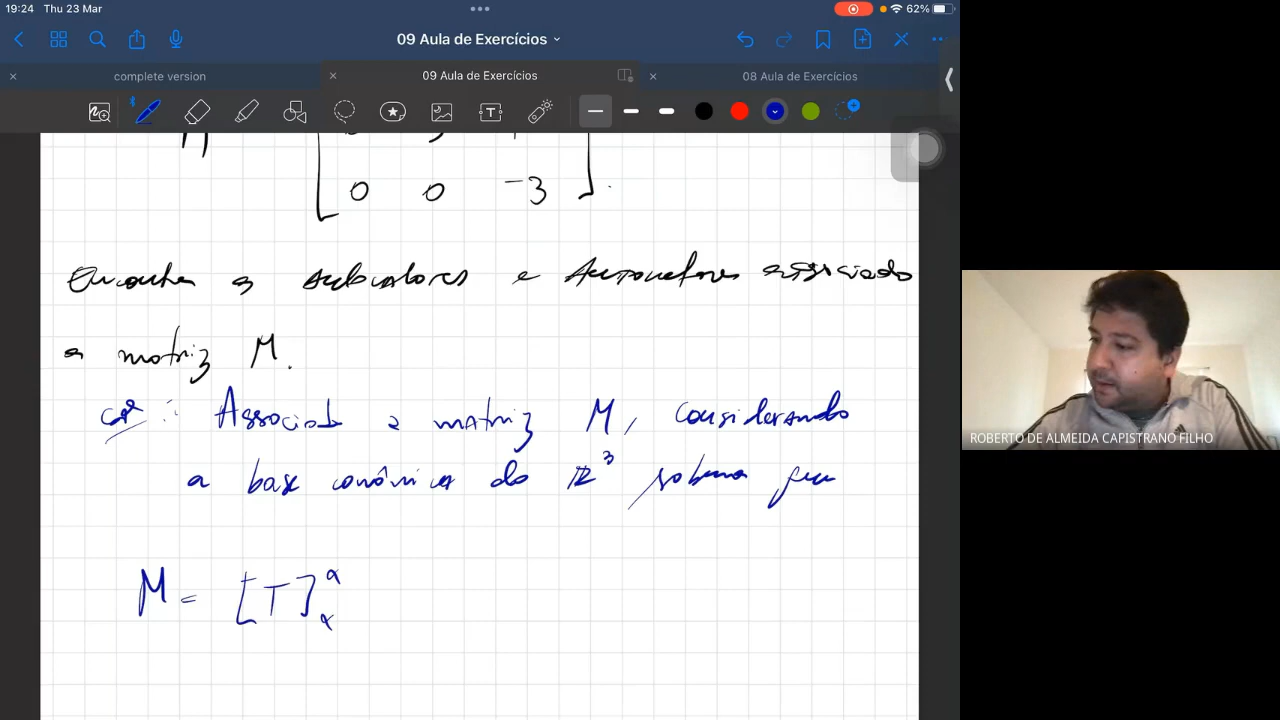 19:24 Thu 23 Mar
62%
09 Aula de Exercícios
complete version
09 Aula de Exercícios
08 Aula de Exercícios
0 0 -3
Encontre os autovalores e autovetores associado
a matriz M.
Associado a matriz M, considerando
a base canônica do ℝ³ sabemos que
M = [T]α α
ROBERTO DE ALMEIDA CAPISTRANO FILHO